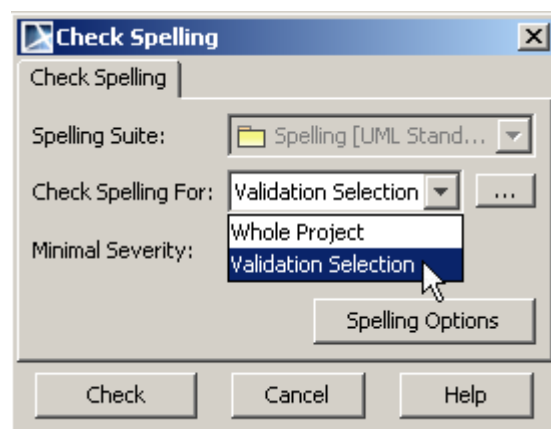 Check Spelling
Check Spelling
Spelling Suite: Spelling [UML Stand...
Check Spelling For: Validation Selection ...
Whole Project
Minimal Severity:
Validation Selection
Spelling Options
Check Cancel Help